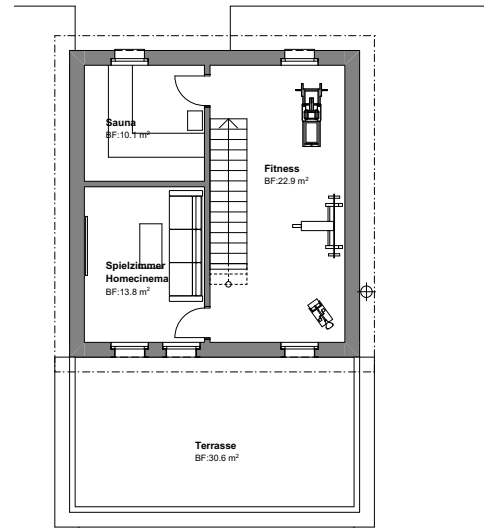 Sauna
BF:10.1 m²
Fitness
BF:22.9 m²
Spielzimmer
Homecinema
BF:13.8 m²
Terrasse
BF:30.6 m²